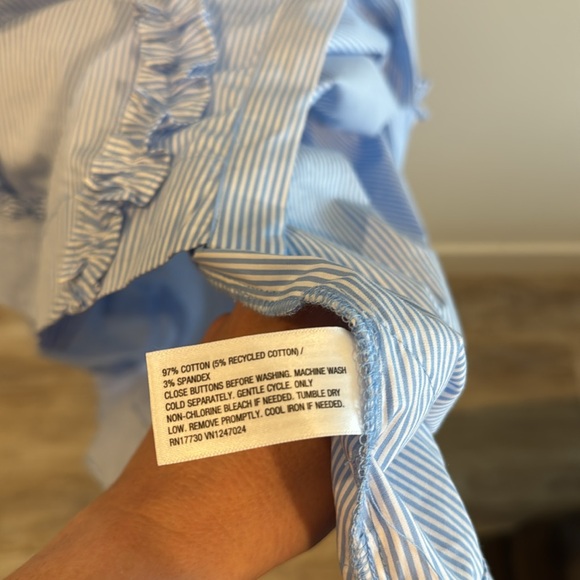 97% COTTON (5% RECYCLED COTTON) /
3% SPANDEX
CLOSE BUTTONS BEFORE WASHING. MACHINE WASH
COLD SEPARATELY. GENTLE CYCLE. ONLY
NON-CHLORINE BLEACH IF NEEDED. TUMBLE DRY
LOW. REMOVE PROMPTLY. COOL IRON IF NEEDED.
RN17730 VN1247024